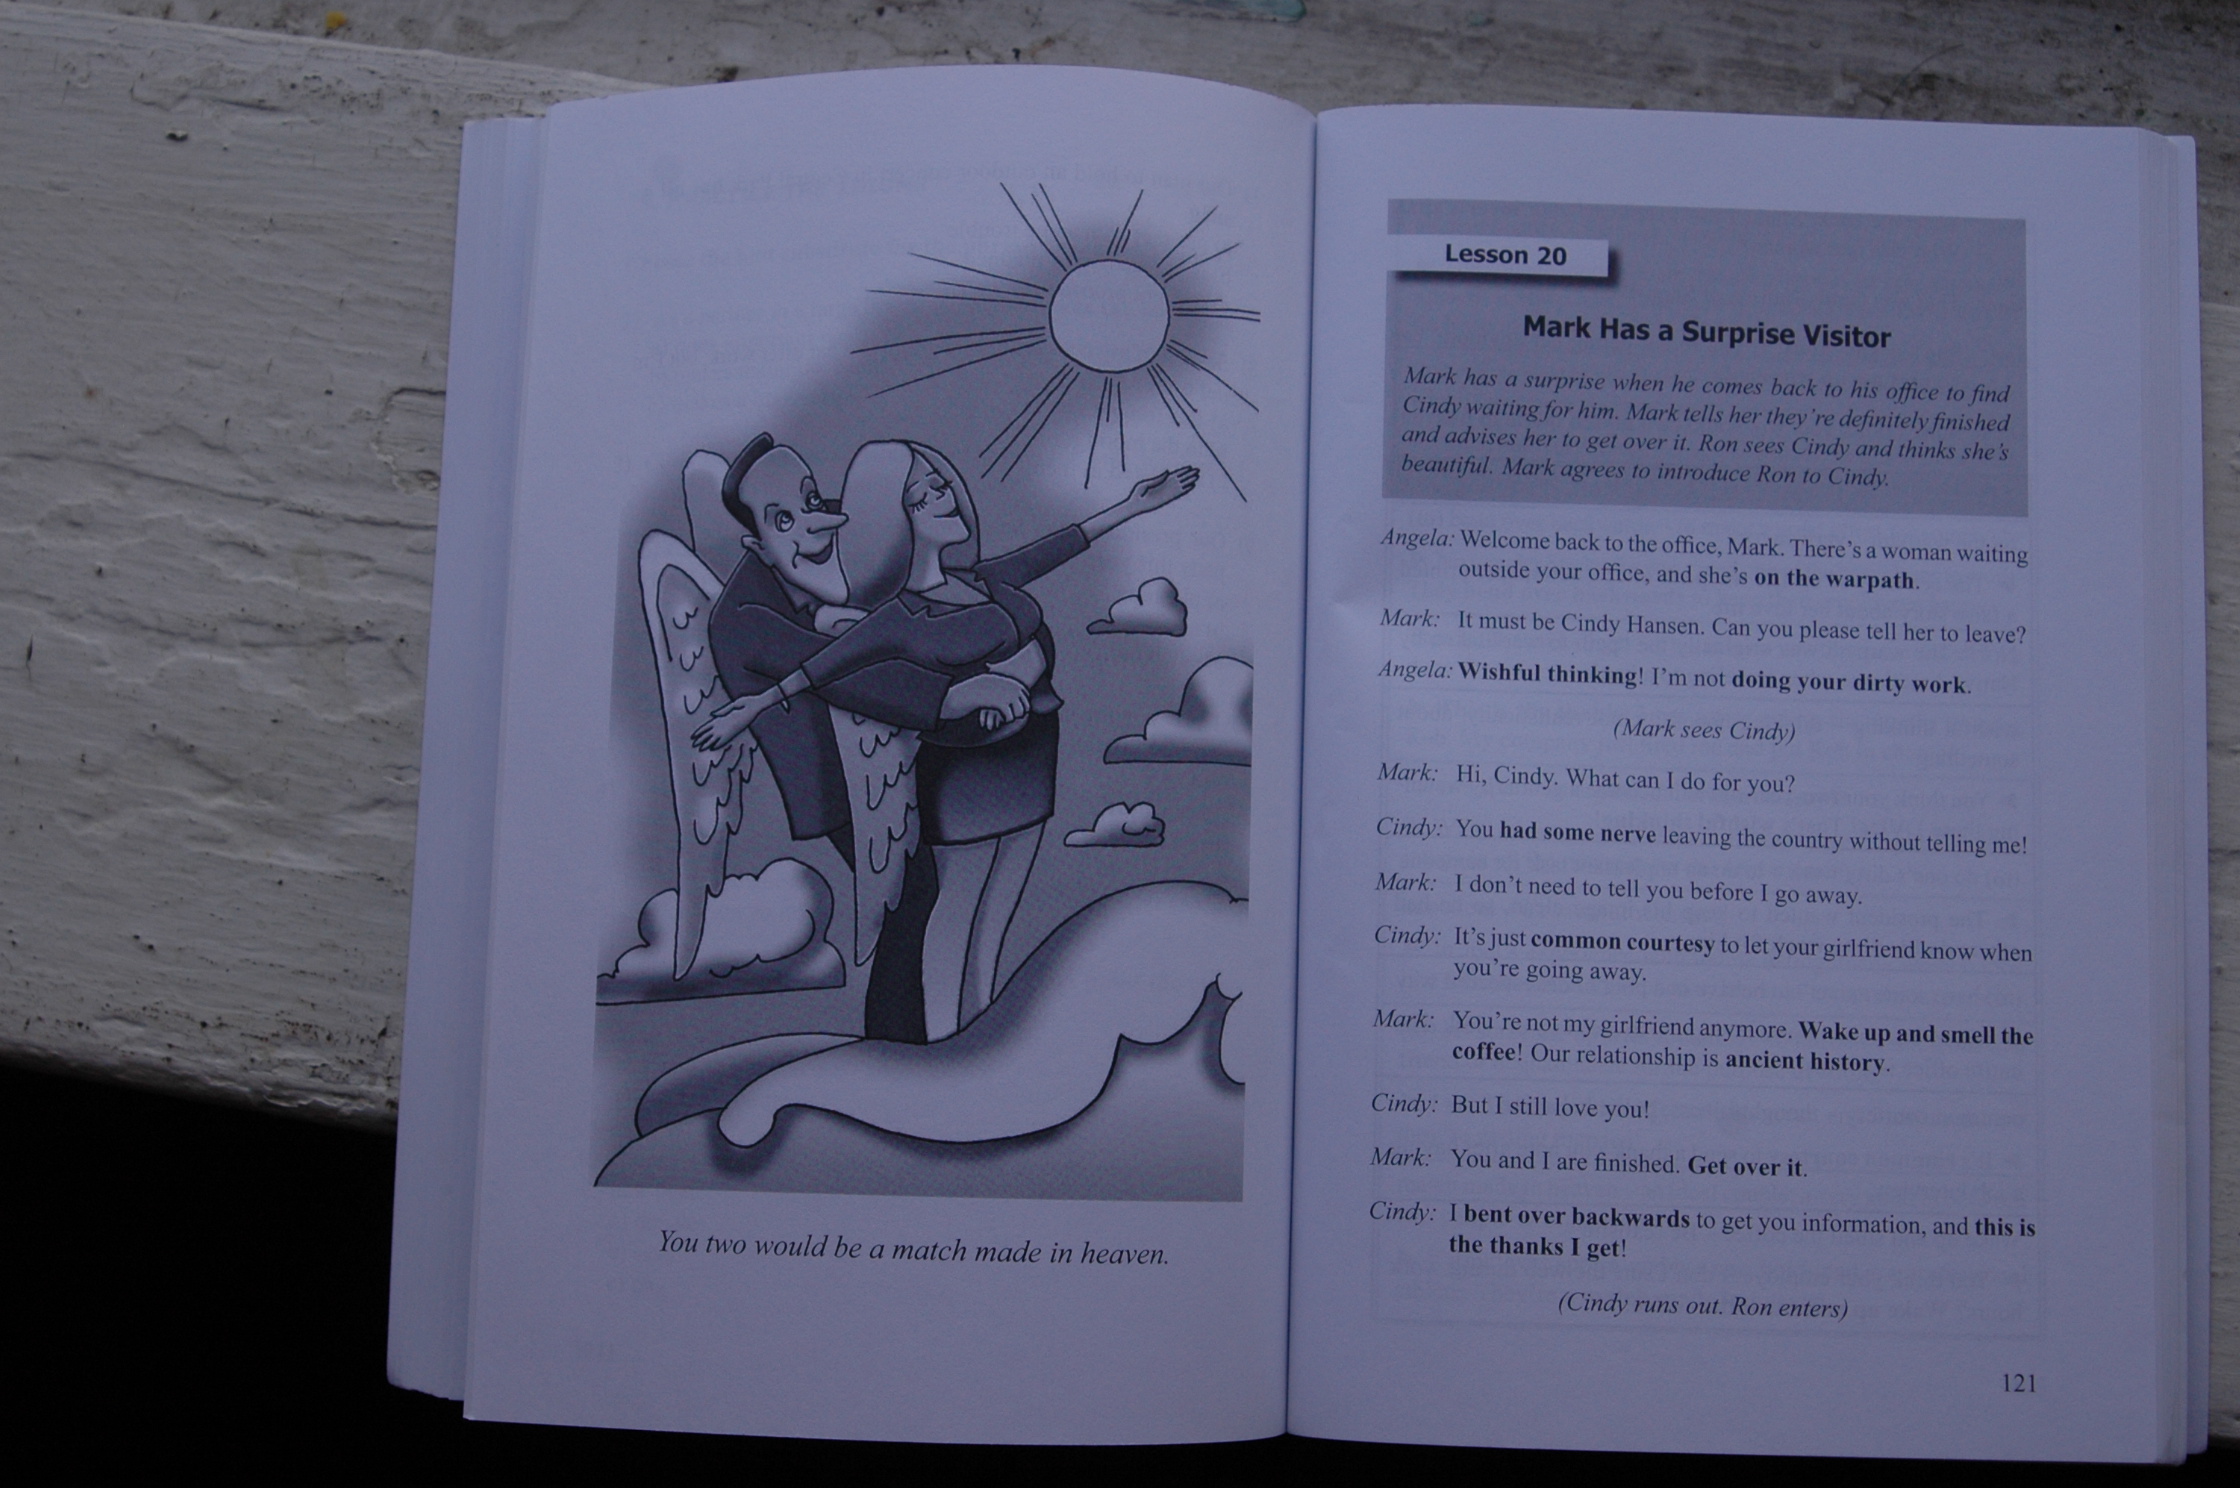 You two would be a match made in heaven.
Lesson 20
Mark Has a Surprise Visitor
Mark has a surprise when he comes back to his office to find
Cindy waiting for him. Mark tells her they're definitely finished
and advises her to get over it. Ron sees Cindy and thinks she's
beautiful. Mark agrees to introduce Ron to Cindy.
Angela: Welcome back to the office, Mark. There's a woman waiting
outside your office, and she's on the warpath.
Mark: It must be Cindy Hansen. Can you please tell her to leave?
Angela: Wishful thinking! I'm not doing your dirty work.
(Mark sees Cindy)
Mark: Hi, Cindy. What can I do for you?
Cindy: You had some nerve leaving the country without telling me!
Mark: I don't need to tell you before I go away.
Cindy: It's just common courtesy to let your girlfriend know when
you're going away.
Mark: You're not my girlfriend anymore. Wake up and smell the
coffee! Our relationship is ancient history.
Cindy: But I still love you!
Mark: You and I are finished. Get over it.
Cindy: I bent over backwards to get you information, and this is
the thanks I get!
(Cindy runs out. Ron enters)
121